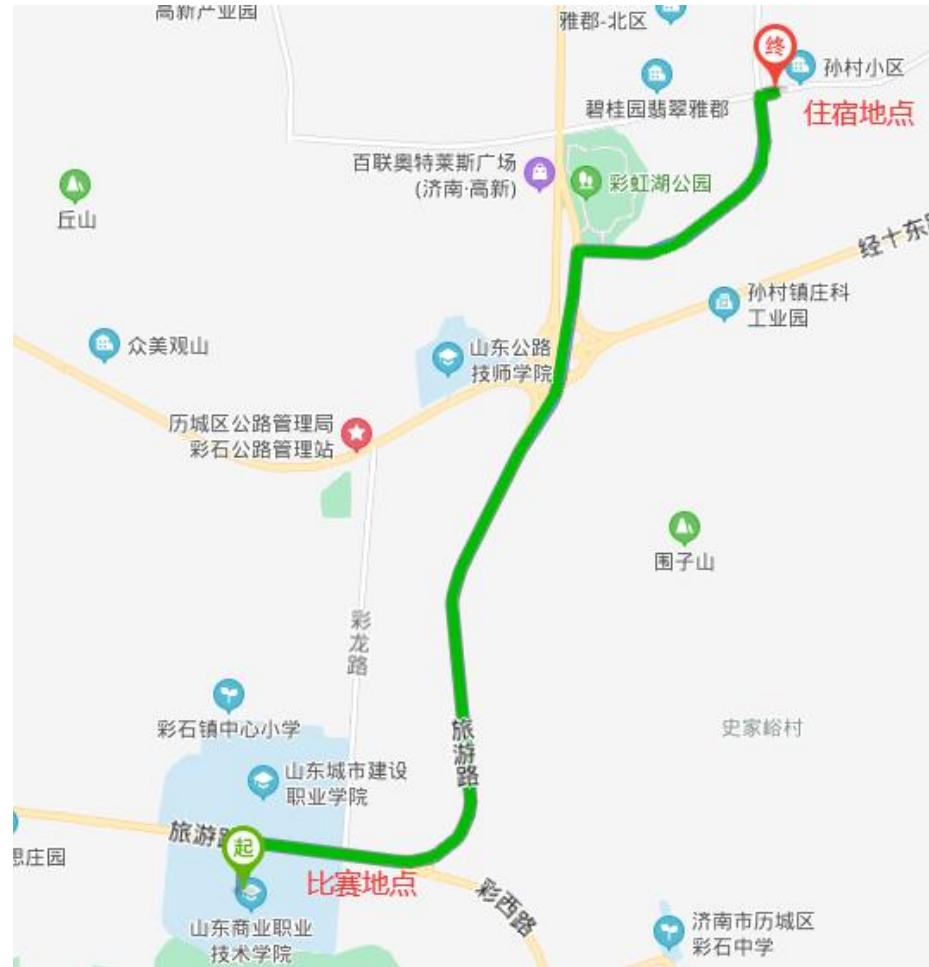 高新产业园
雅郡-北区
终
孙村小区
碧桂园翡翠雅郡
住宿地点
百联奥特莱斯广场
(济南·高新)
彩虹湖公园
丘山
经十东
孙村镇庄科
工业园
众美观山
山东公路
技师学院
历城区公路管理局
彩石公路管理站
围子山
彩龙路
彩石镇中心小学
旅游路
史家峪村
山东城市建设
职业学院
旅游
起
思庄园
比赛地点
彩西路
山东商业职业
技术学院
济南市历城区
彩石中学